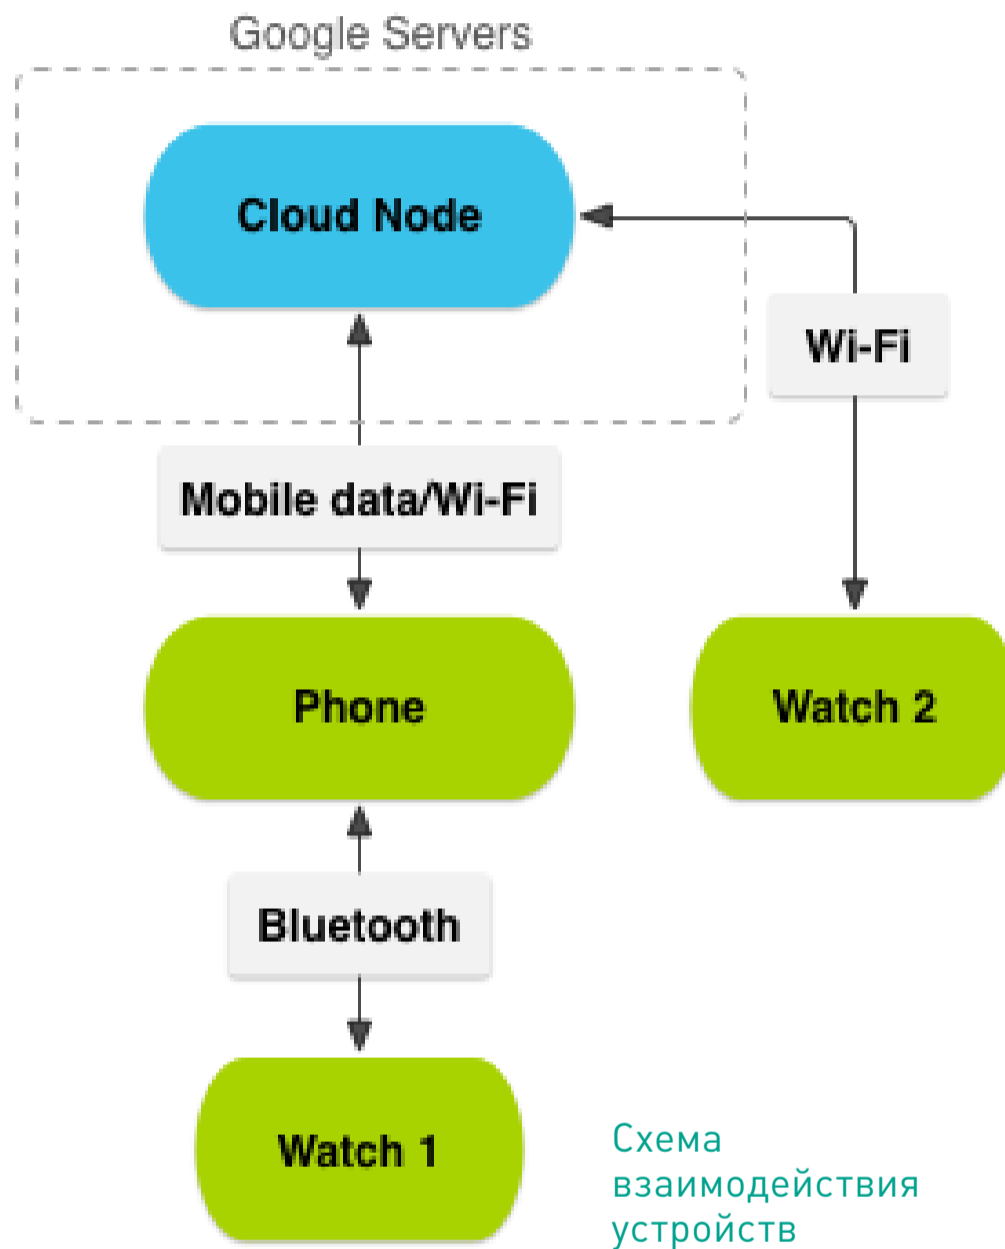 Google Servers
Cloud Node
Wi-Fi
Mobile data/Wi-Fi
Phone
Watch 2
Bluetooth
Watch 1
Схема
взаимодействия
устройств